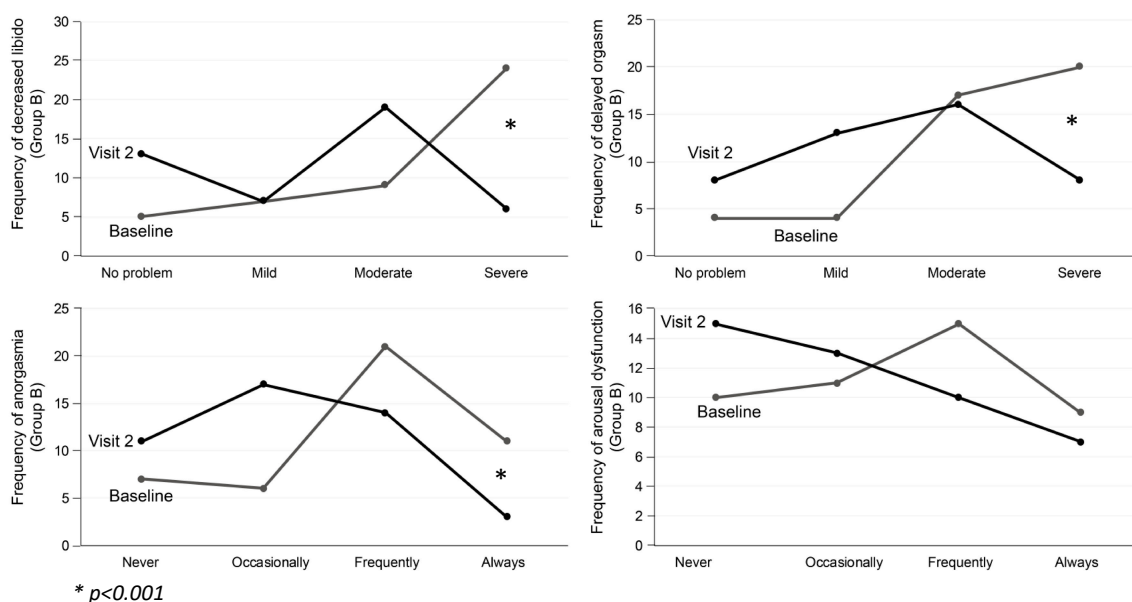 Frequency of decreased libido
(Group B)
30
25
20
15
10
5
0
Visit 2
Baseline
*
No problem Mild Moderate Severe
Frequency of delayed orgasm
(Group B)
25
20
15
10
5
0
Visit 2
Baseline
*
No problem Mild Moderate Severe
Frequency of anorgasmia
(Group B)
25
20
15
10
5
0
Visit 2
Baseline
*
Never Occasionally Frequently Always
Frequency of arousal dysfunction
(Group B)
16
14
12
10
8
6
4
2
0
Visit 2
Baseline
Never Occasionally Frequently Always
* p<0.001